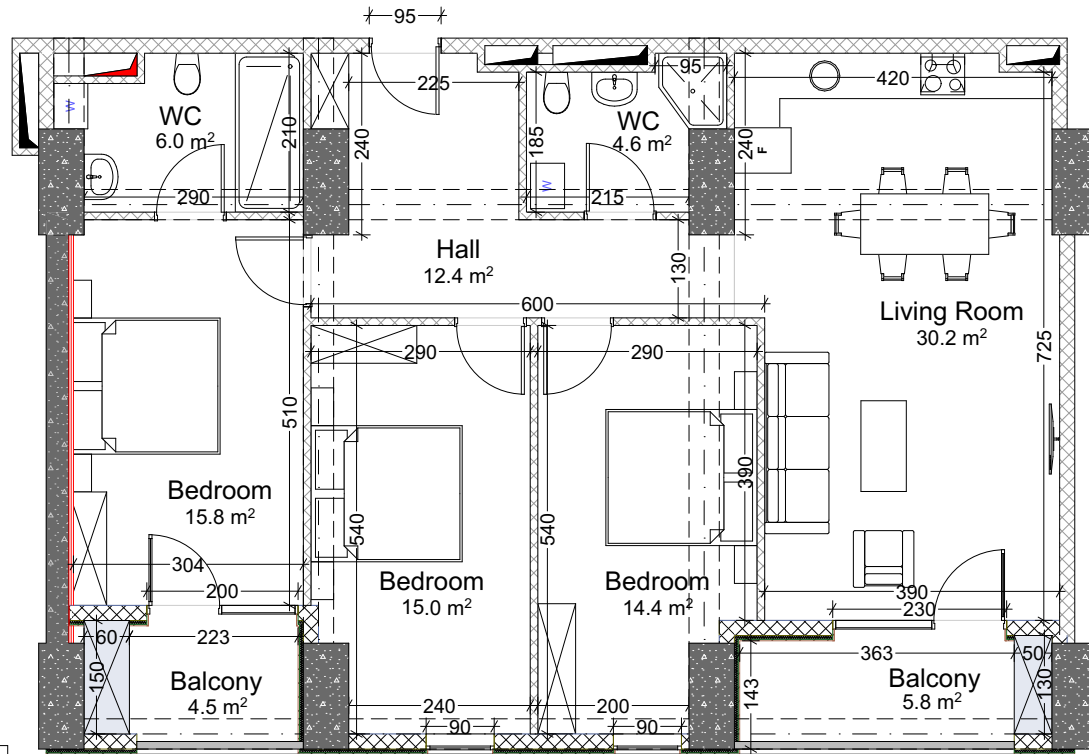 95
225
95
420
WC
6.0 m²
210
240
185
WC
4.6 m²
240
W
W
F
290
215
Hall
12.4 m²
130
600
Living Room
30.2 m²
725
290
290
510
390
Bedroom
15.8 m²
540
540
304
200
Bedroom
15.0 m²
Bedroom
14.4 m²
390
230
60
223
150
Balcony
4.5 m²
363
50
143
130
Balcony
5.8 m²
240
200
90
90